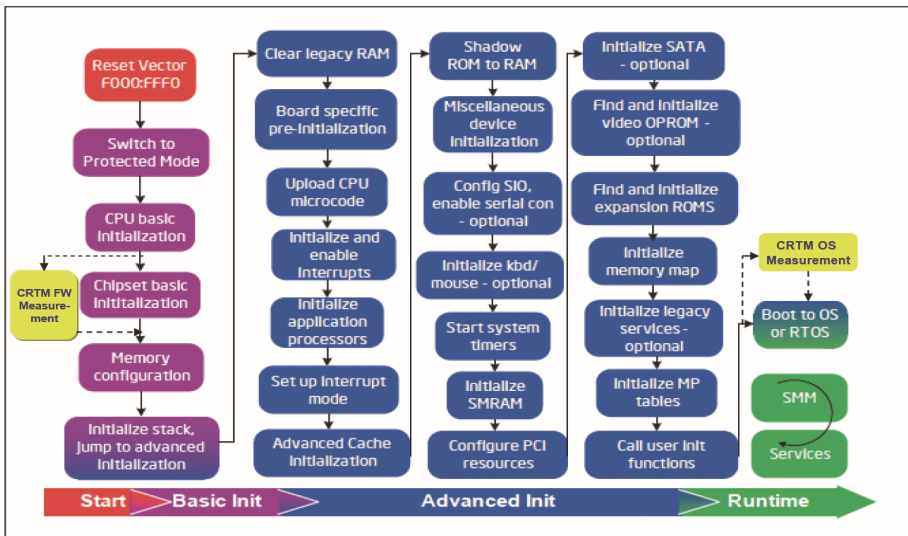 Reset Vector
F000:FFF0
Switch to
Protected Mode
CPU basic
Initialization
CRTM FW
Measure-
ment
Chipset basic
Inititalization
Memory
configuration
Initialize stack,
jump to advanced
Initialization
Clear legacy RAM
Board specific
pre-Initialization
Upload CPU
microcode
Initialize and
enable
Interrupts
Initialize
application
processors
Set up Interrupt
mode
Advanced Cache
Initialization
Shadow
ROM to RAM
Miscellaneous
device
Initialization
Config SIO,
enable serial con
- optional
Initialize kbd/
mouse - optional
Start system
timers
Initialize
SMRAM
Configure PCI
resources
Initialize SATA
- optional
Find and Initialize
video OPROM -
optional
Find and Initialize
expansion ROMS
Initialize
memory map
Initialize legacy
services-
optional
Initialize MP
tables
Call user Init
functions
CRTM OS
Measurement
Boot to OS
or RTOS
SMM
Services
Start
Basic Init
Advanced Init
Runtime